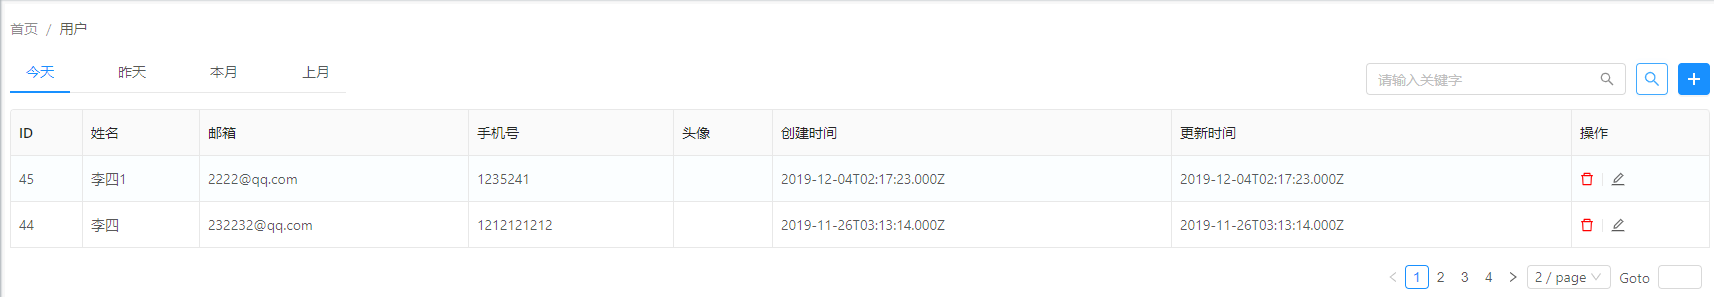 首页 / 用户
今天 昨天 本月 上月 请输入关键字
ID 姓名 邮箱 手机号 头像 创建时间 更新时间 操作
45 李四1 2222@qq.com 1235241 2019-12-04T02:17:23.000Z 2019-12-04T02:17:23.000Z
44 李四 232232@qq.com 1212121212 2019-11-26T03:13:14.000Z 2019-11-26T03:13:14.000Z
1 2 3 4 2 / page Goto